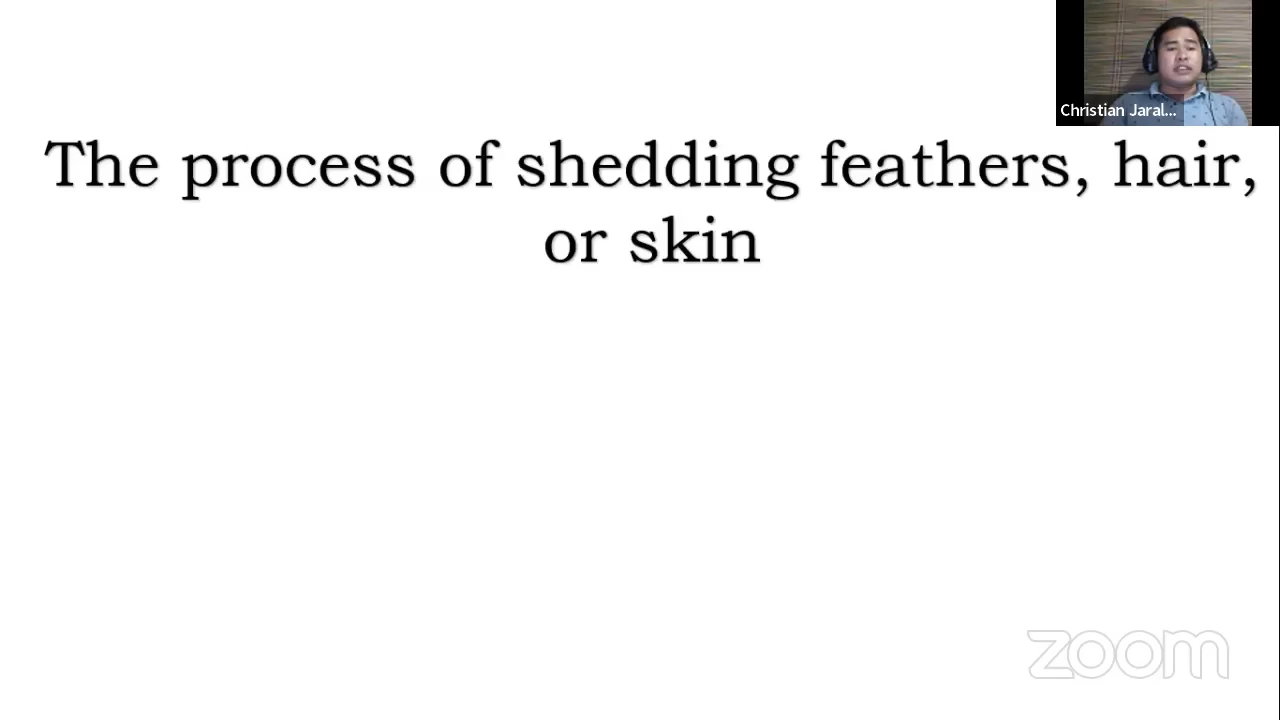 Christian Jaral...
The process of shedding feathers, hair,
or skin
zoom